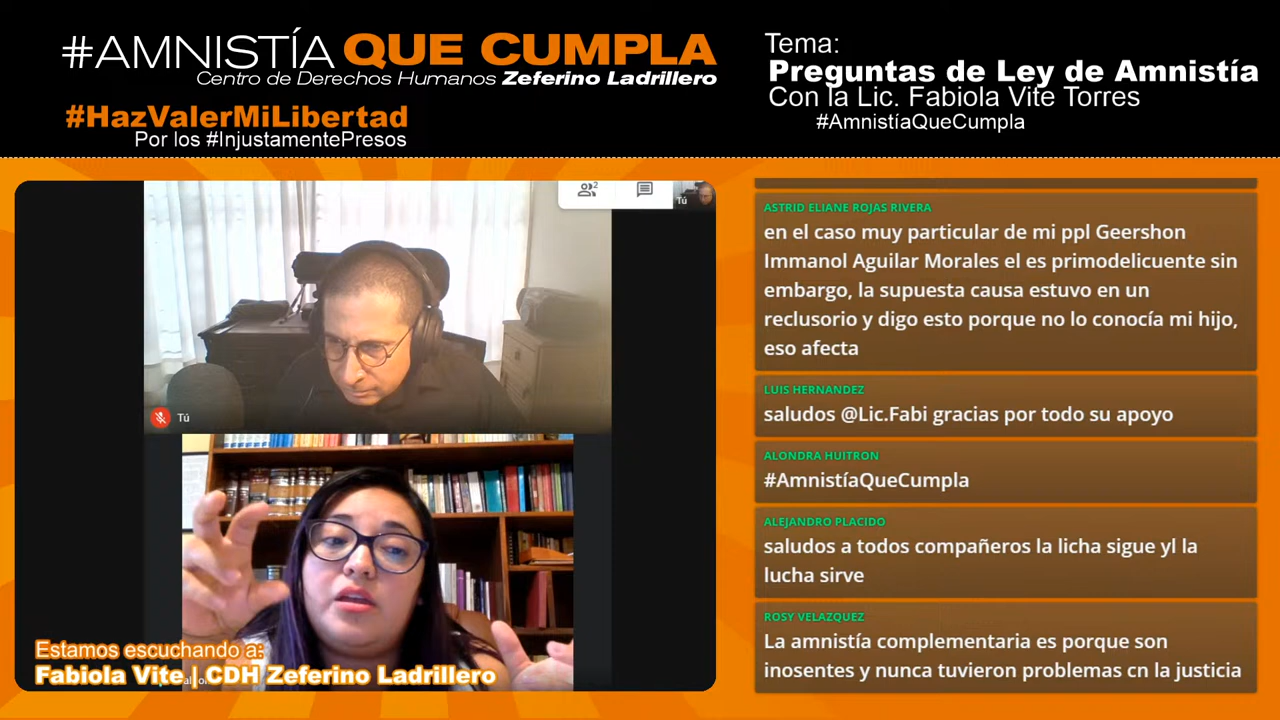 #AMNISTÍA QUE CUMPLA
Centro de Derechos Humanos Zeferino Ladrillero
#HazValerMiLibertad
Por los #InjustamentePresos
Tema:
Preguntas de Ley de Amnistía
Con la Lic. Fabiola Vite Torres
#AmnistíaQueCumpla
2
Tú
Tú
Estamos escuchando a:
Fabiola Vite | CDH Zeferino Ladrillero
ASTRID ELIANE ROJAS RIVERA
en el caso muy particular de mi ppl Geershon
Immanol Aguilar Morales el es primodelicuente sin
embargo, la supuesta causa estuvo en un
reclusorio y digo esto porque no lo conocía mi hijo,
eso afecta
LUIS HERNANDEZ
saludos @Lic.Fabi gracias por todo su apoyo
ALONDRA HUITRON
#AmnistíaQueCumpla
ALEJANDRO PLACIDO
saludos a todos compañeros la licha sigue yl la
lucha sirve
ROSY VELAZQUEZ
La amnistía complementaria es porque son
inosentes y nunca tuvieron problemas cn la justicia